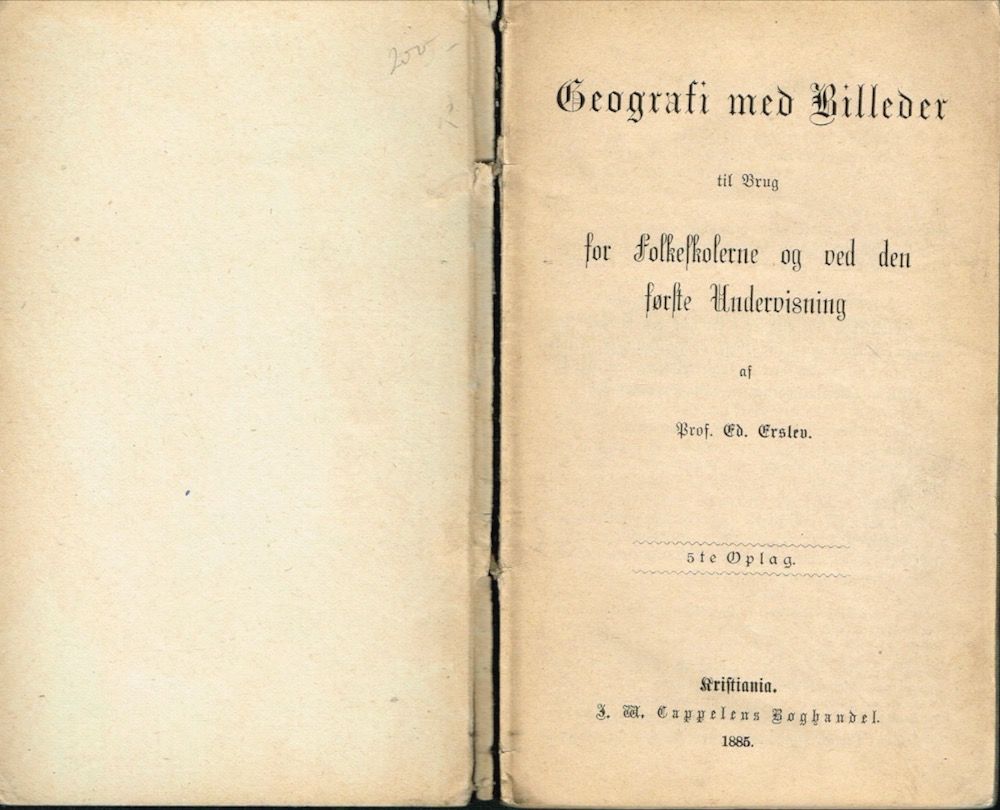 200 -
Geografi med Billeder
til Brug
for Folkeskolerne og ved den
første Undervisning
af
Prof. Ed. Erslev.
5te Oplag.
Kristiania.
J. W. Cappelens Boghandel.
1885.